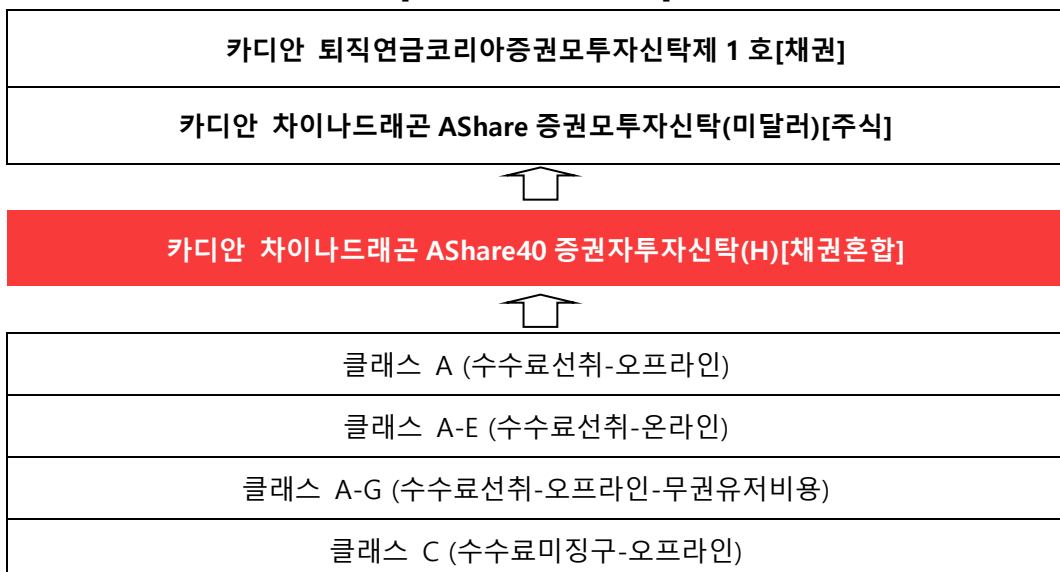 카디안 퇴직연금코리아증권모투자신탁제 1 호[채권]
카디안 차이나드래곤 AShare 증권모투자신탁(미달러)[주식]
카디안 차이나드래곤 AShare40 증권자투자신탁(H)[채권혼합]
클래스 A (수수료선취-오프라인)
클래스 A-E (수수료선취-온라인)
클래스 A-G (수수료선취-오프라인-무권유저비용)
클래스 C (수수료미징구-오프라인)